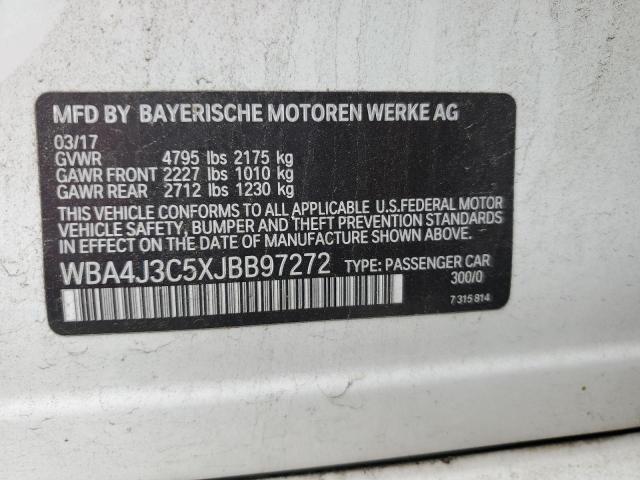 MFD BY BAYERISCHE MOTOREN WERKE AG
03/17
GVWR 4795 lbs 2175 kg
GAWR FRONT 2227 lbs 1010 kg
GAWR REAR 2712 lbs 1230 kg
THIS VEHICLE CONFORMS TO ALL APPLICABLE U.S.FEDERAL MOTOR
VEHICLE SAFETY, BUMPER AND THEFT PREVENTION STANDARDS
IN EFFECT ON THE DATE OF MANUFACTURE SHOWN ABOVE.
WBA4J3C5XJBB97272 TYPE: PASSENGER CAR
300/0
7 315 814